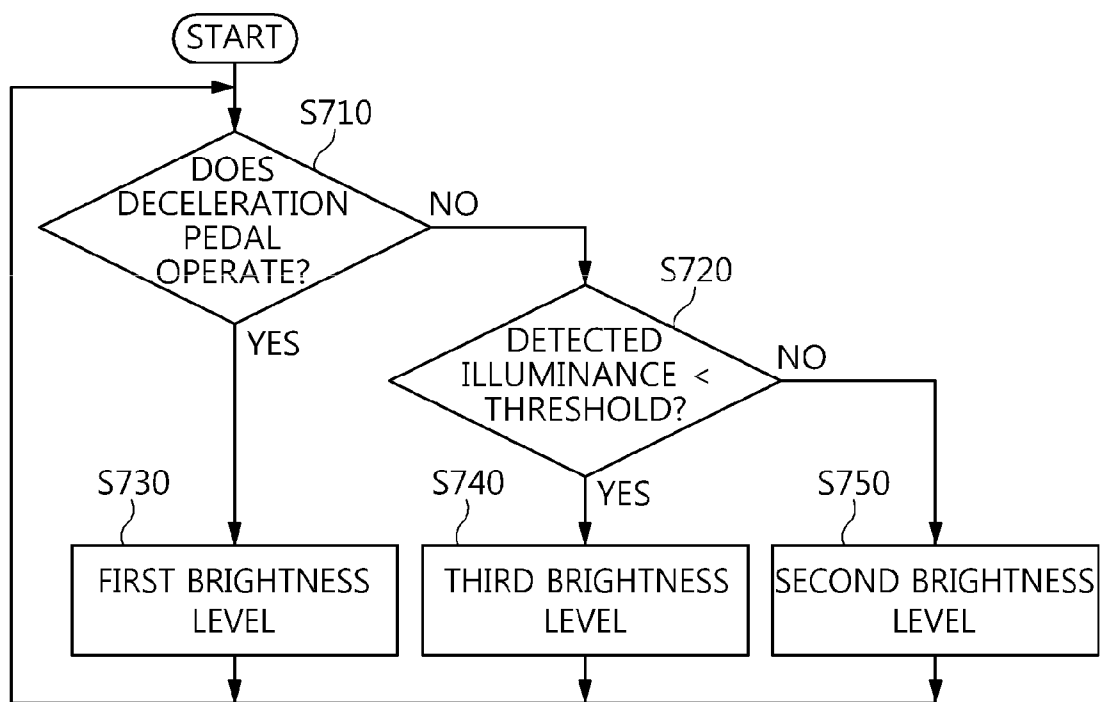 START
S710
DOES
DECELERATION
PEDAL
OPERATE?
NO
YES
S720
DETECTED
ILLUMINANCE <
THRESHOLD?
NO
YES
S730
FIRST BRIGHTNESS
LEVEL
S740
THIRD BRIGHTNESS
LEVEL
S750
SECOND BRIGHTNESS
LEVEL